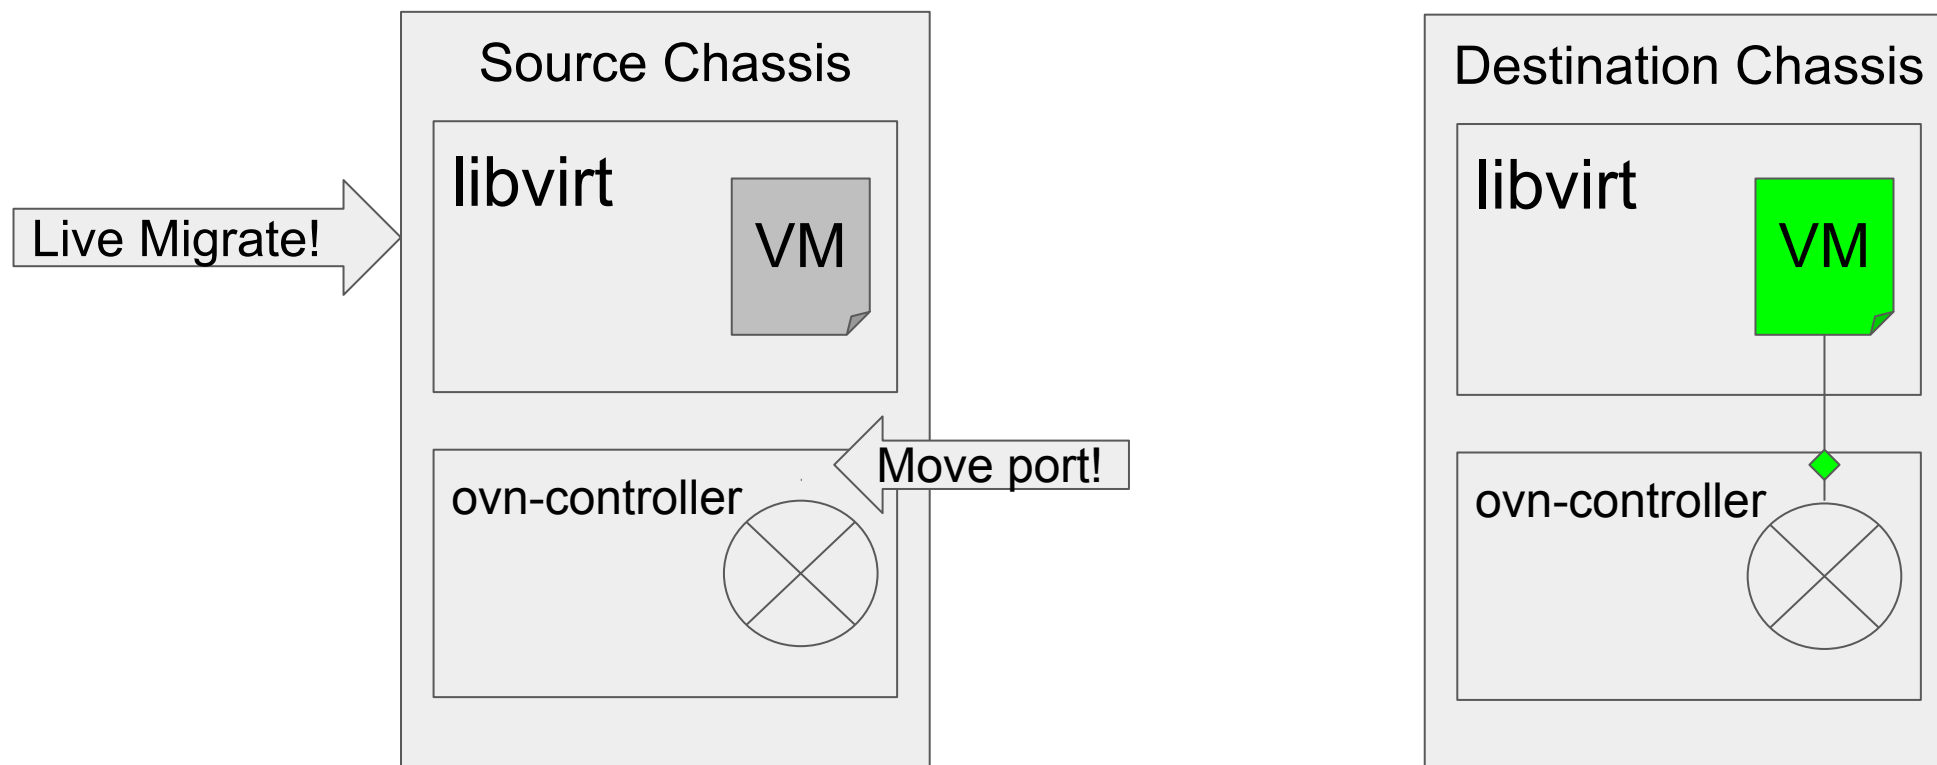 Source Chassis
libvirt
VM
Live Migrate!
Move port!
ovn-controller
Destination Chassis
libvirt
VM
ovn-controller